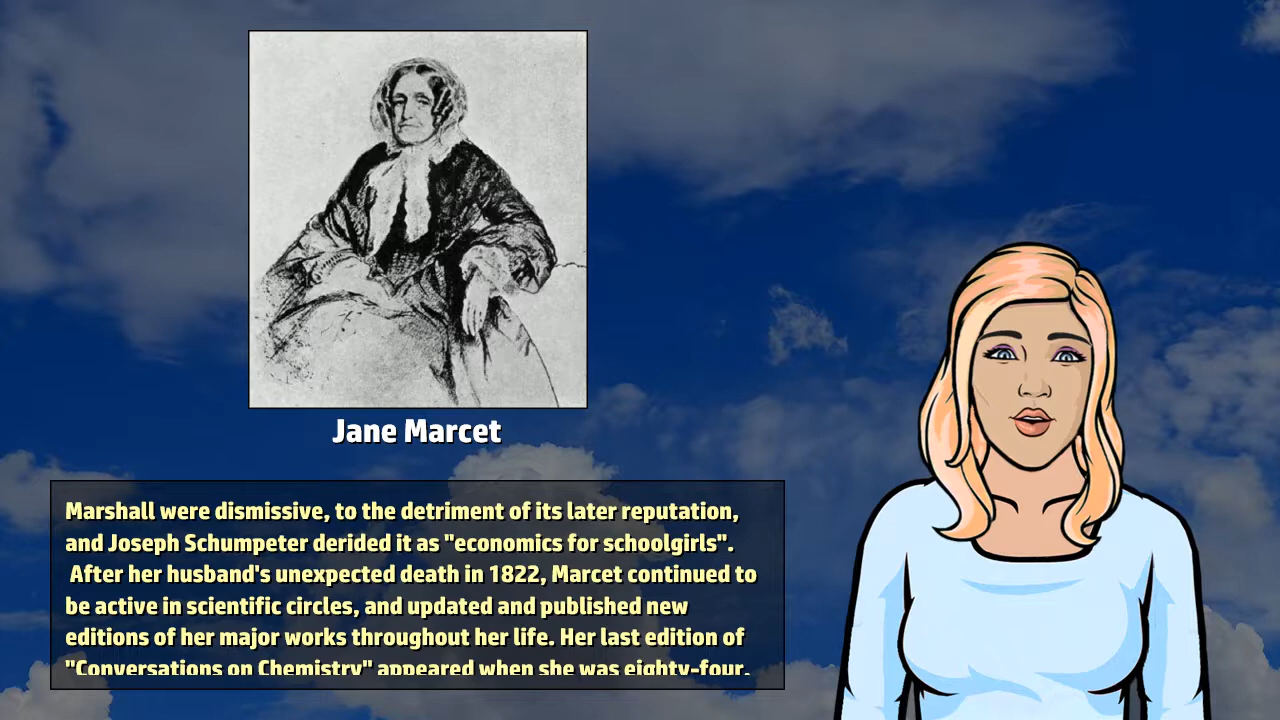 Jane Marcet
Marshall were dismissive, to the detriment of its later reputation,
and Joseph Schumpeter derided it as "economics for schoolgirls".
After her husband's unexpected death in 1822, Marcet continued to
be active in scientific circles, and updated and published new
editions of her major works throughout her life. Her last edition of
"Conversations on Chemistry" appeared when she was eighty-four.